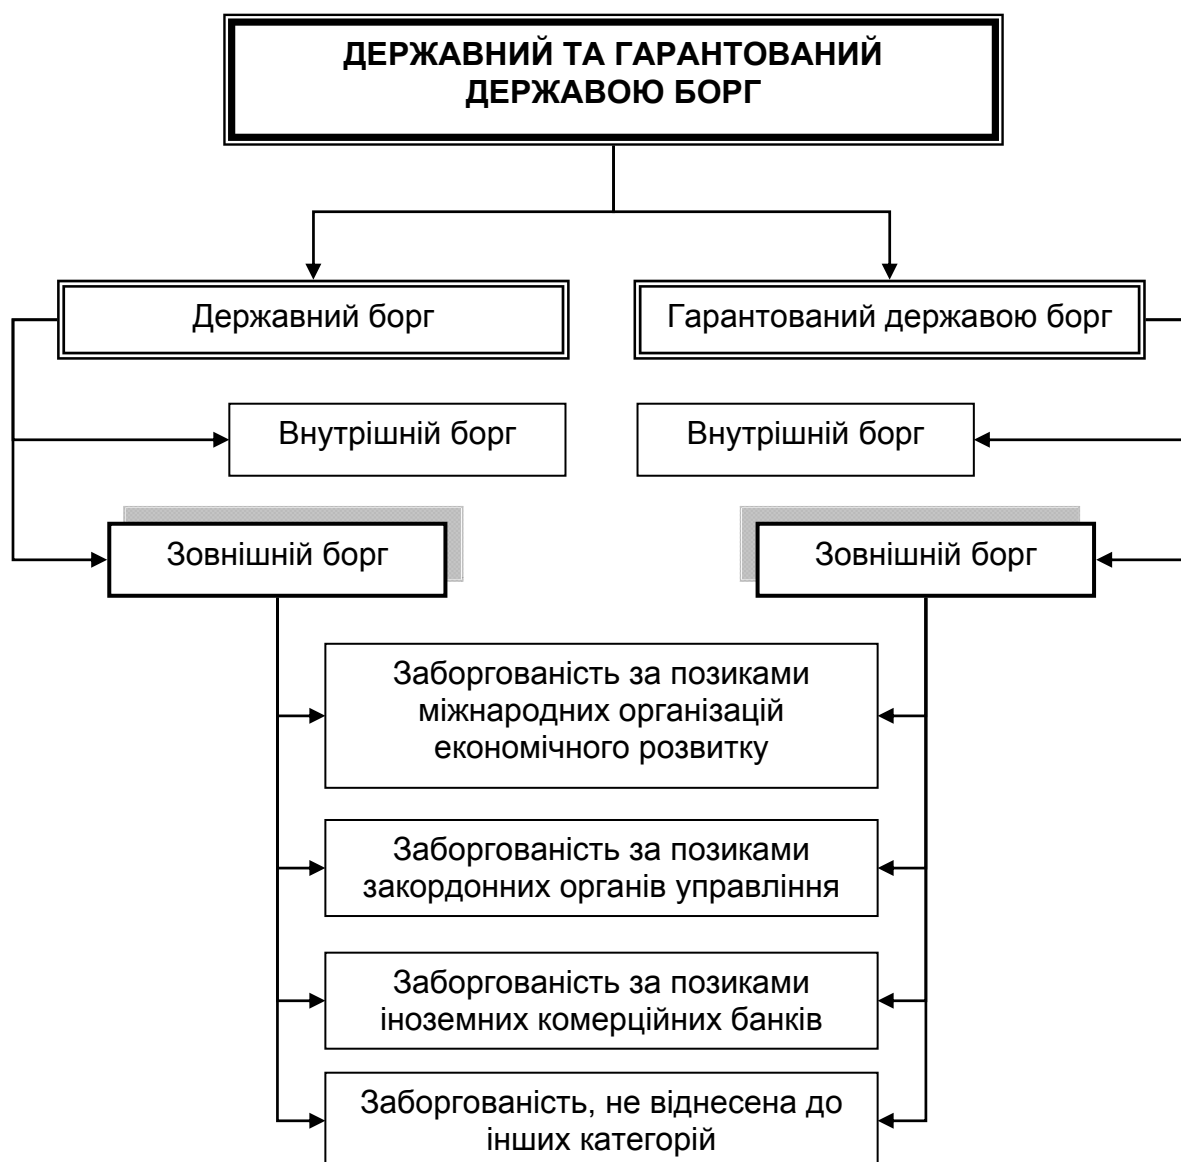 ДЕРЖАВНИЙ ТА ГАРАНТОВАНИЙ
ДЕРЖАВОЮ БОРГ
Державний борг
Гарантований державою борг
Внутрішній борг
Внутрішній борг
Зовнішній борг
Зовнішній борг
Заборгованість за позиками
міжнародних організацій
економічного розвитку
Заборгованість за позиками
закордонних органів управління
Заборгованість за позиками
іноземних комерційних банків
Заборгованість, не віднесена до
інших категорій